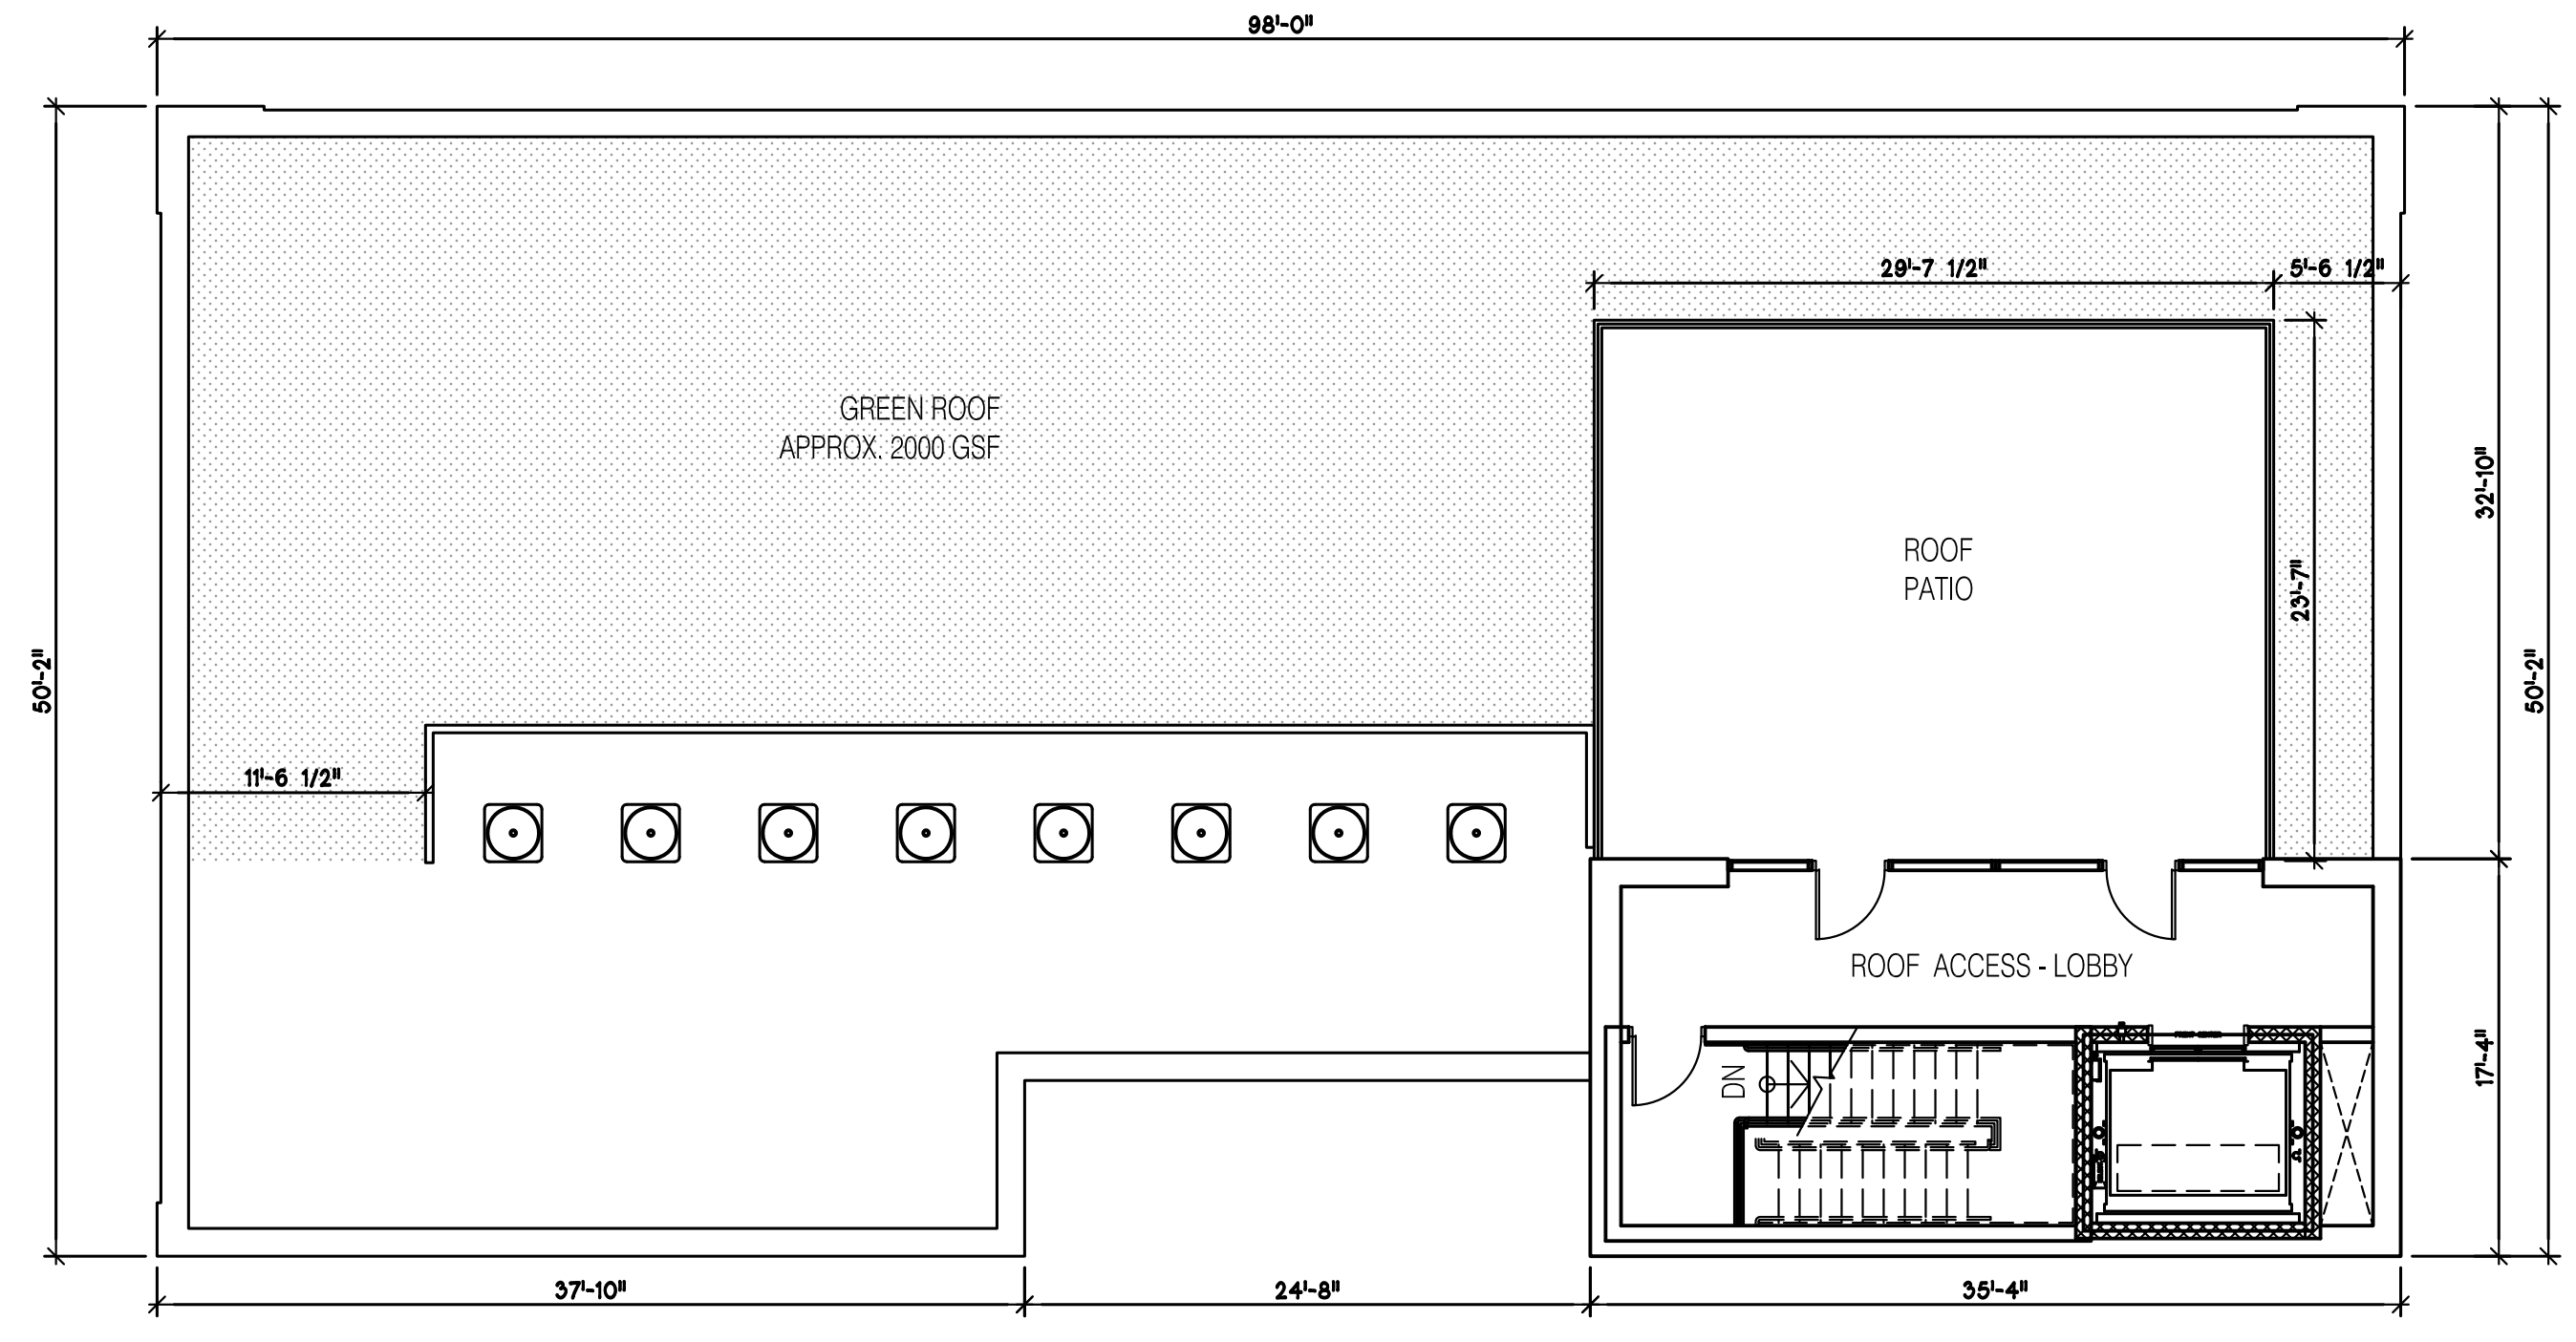 98'-0"
29'-7 1/2"
5'-6 1/2"
GREEN ROOF
APPROX. 2000 GSF
32'-10"
ROOF
PATIO
23'-7"
50'-2"
50'-2"
11'-6 1/2"
ROOF ACCESS - LOBBY
17'-4"
DN
37'-10"
24'-8"
35'-4"